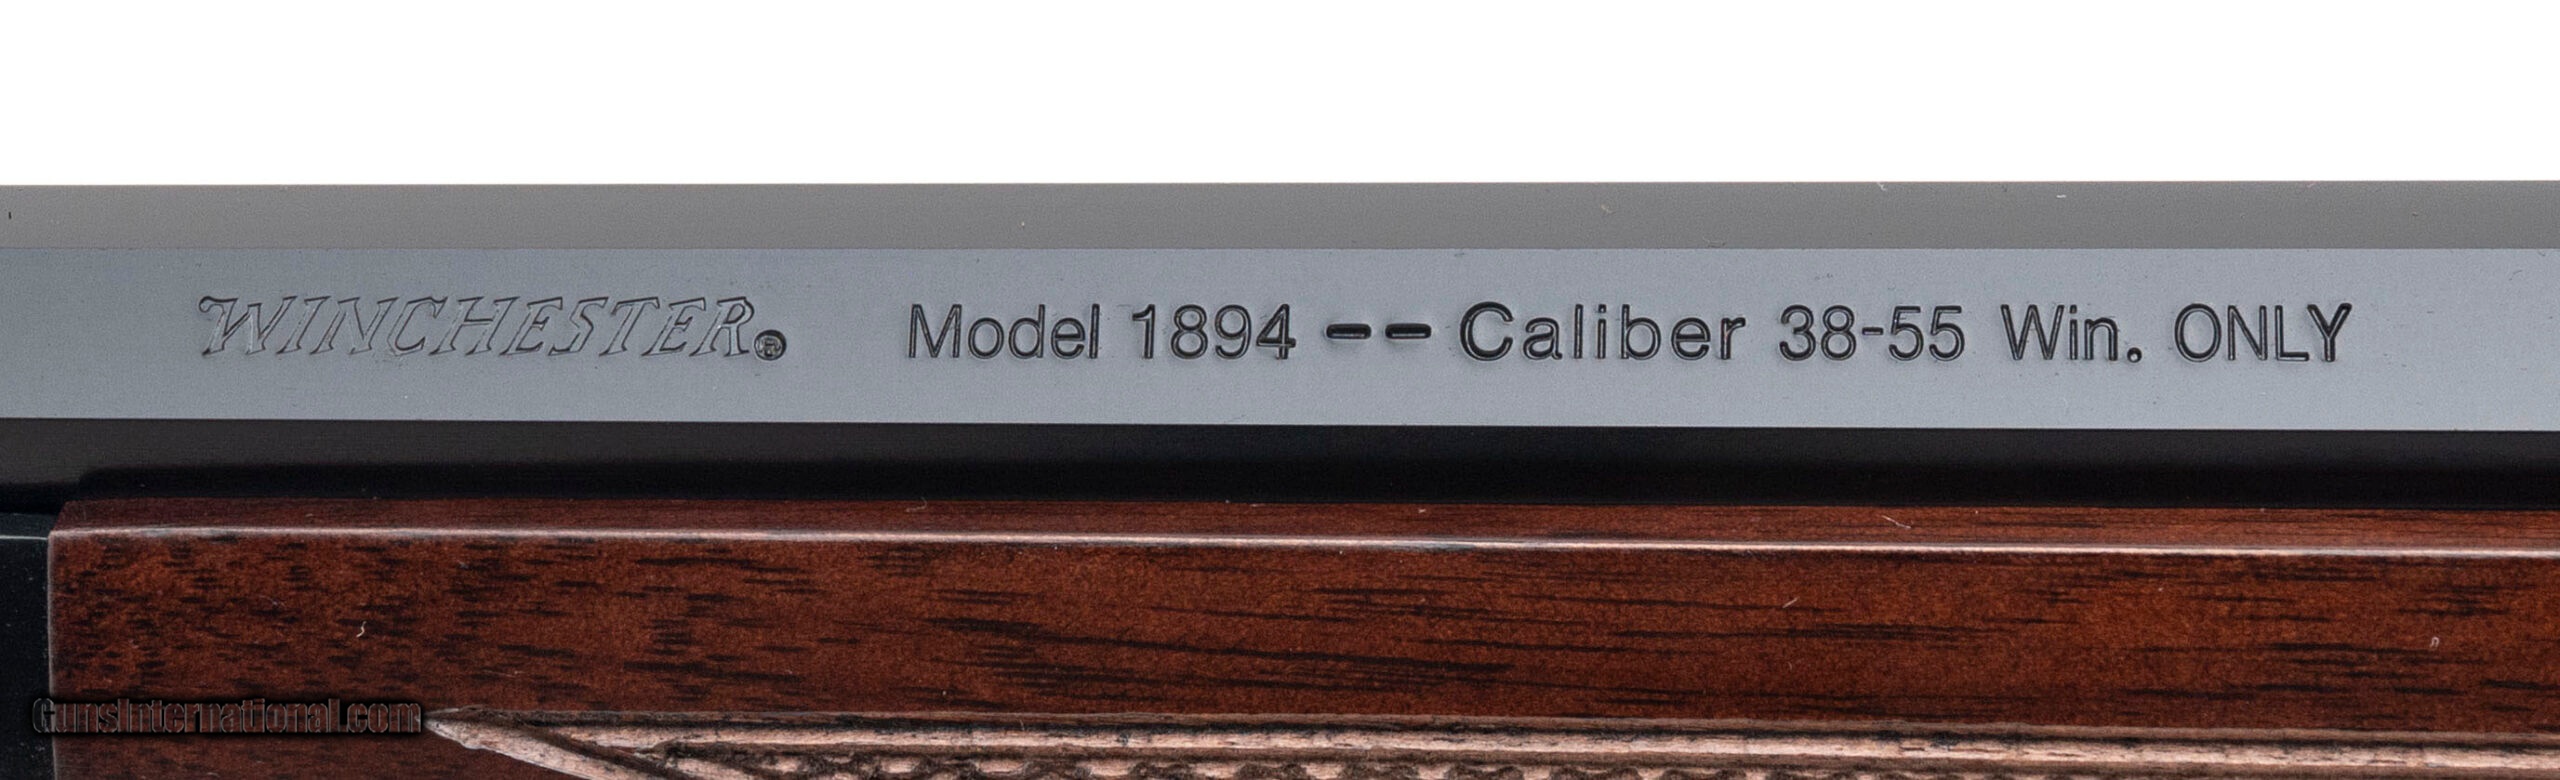 WINCHESTER® Model 1894 -- Caliber 38-55 Win. ONLY
GunsInternational.com